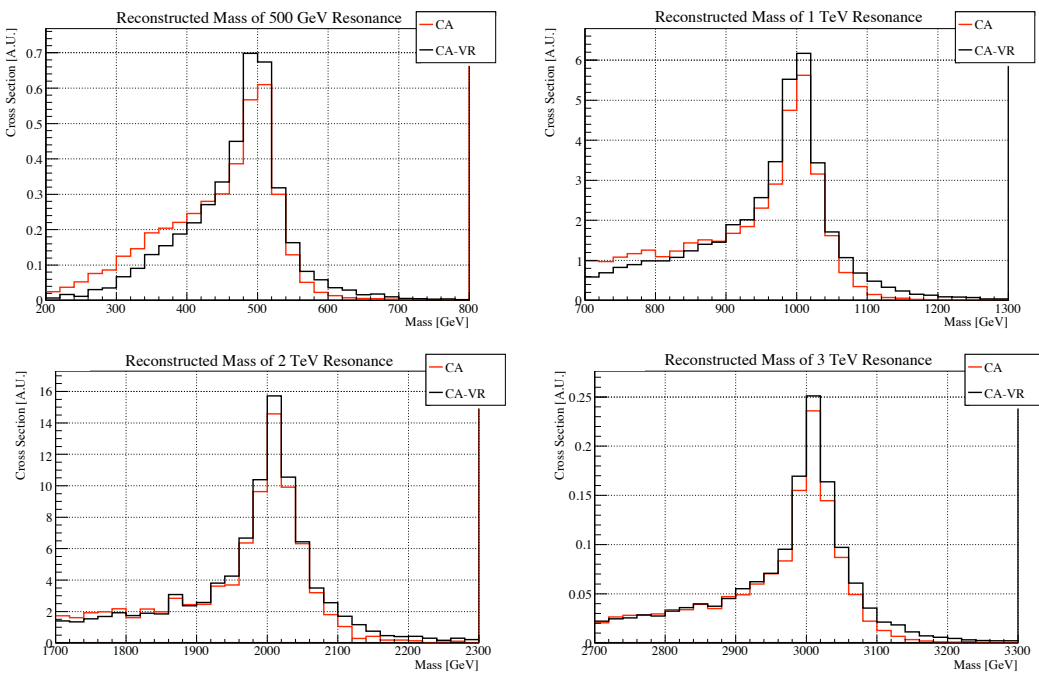 Reconstructed Mass of 500 GeV Resonance
CA
CA-VR
Cross Section [A.U.]
0.7
0.6
0.5
0.4
0.3
0.2
0.1
0
200 300 400 500 600 700 800
Mass [GeV]
Reconstructed Mass of 1 TeV Resonance
CA
CA-VR
Cross Section [A.U.]
6
5
4
3
2
1
0
700 800 900 1000 1100 1200 1300
Mass [GeV]
Reconstructed Mass of 2 TeV Resonance
CA
CA-VR
Cross Section [A.U.]
16
14
12
10
8
6
4
2
0
1700 1800 1900 2000 2100 2200 2300
Mass [GeV]
Reconstructed Mass of 3 TeV Resonance
CA
CA-VR
Cross Section [A.U.]
0.25
0.2
0.15
0.1
0.05
0
2700 2800 2900 3000 3100 3200 3300
Mass [GeV]